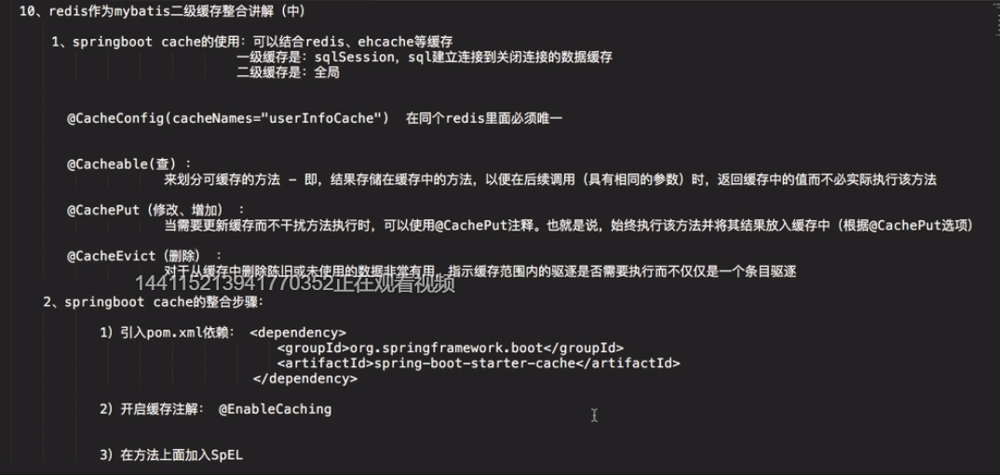 10、redis作为mybatis二级缓存整合讲解（中）
1、springboot cache的使用：可以结合redis、ehcache等缓存
一级缓存是：sqlSession，sql建立连接到关闭连接的数据缓存
二级缓存是：全局
@CacheConfig(cacheNames="userInfoCache")  在同个redis里面必须唯一
@Cacheable(查) ：
来划分可缓存的方法 - 即，结果存储在缓存中的方法，以便在后续调用（具有相同的参数）时，返回缓存中的值而不必实际执行该方法
@CachePut（修改、增加） ：
当需要更新缓存而不干扰方法执行时，可以使用@CachePut注释。也就是说，始终执行该方法并将其结果放入缓存中（根据@CachePut选项）
@CacheEvict（删除） ：
对于从缓存中删除陈旧或未使用的数据非常有用，指示缓存范围内的驱逐是否需要执行而不仅仅是一个条目驱逐
144115213941770352正在观看视频
2、springboot cache的整合步骤：
1）引入pom.xml依赖： <dependency>
<groupId>org.springframework.boot</groupId>
<artifactId>spring-boot-starter-cache</artifactId>
</dependency>
2）开启缓存注解： @EnableCaching
3）在方法上面加入SpEL